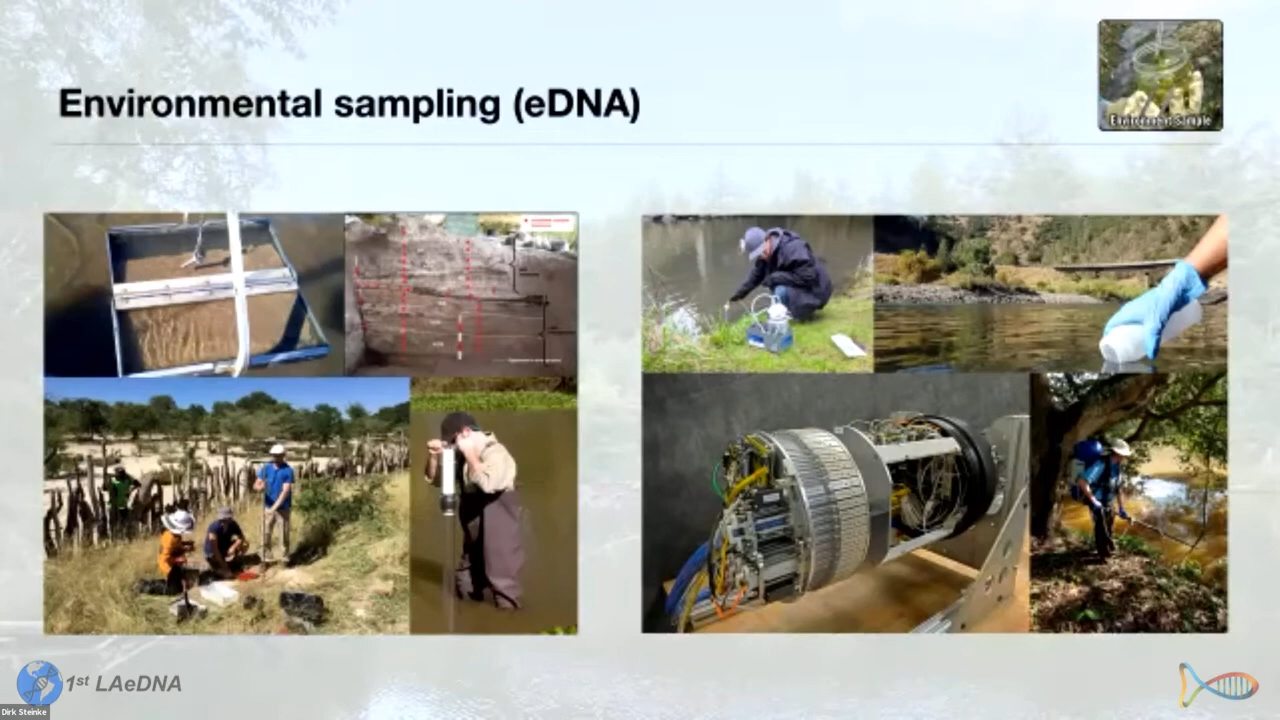 Environmental sampling (eDNA)
Environment Sample
1st LAeDNA
Dirk Steinke